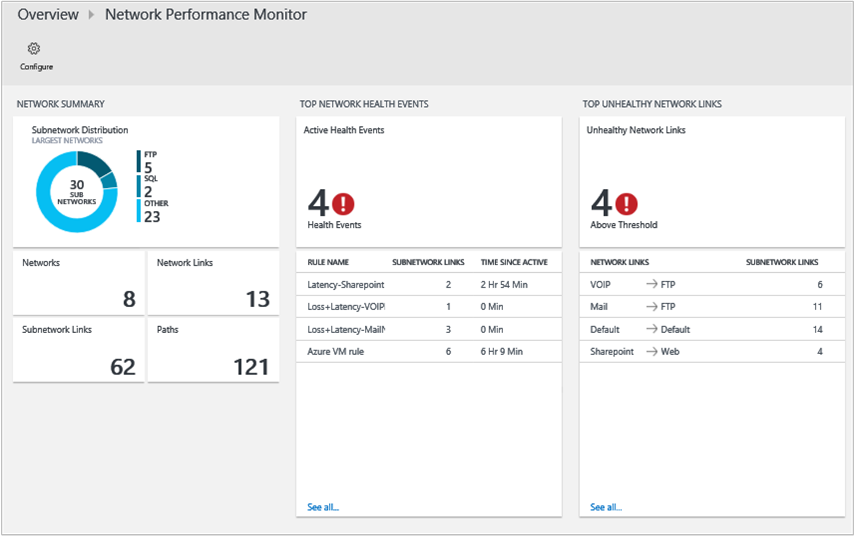 Overview Network Performance Monitor
Configure
NETWORK SUMMARY
Subnetwork Distribution
LARGEST NETWORKS
30
SUB
NETWORKS
FTP
5
SQL
2
OTHER
23
Networks
8
Network Links
13
Subnetwork Links
62
Paths
121
TOP NETWORK HEALTH EVENTS
Active Health Events
4
Health Events
RULE NAME SUBNETWORK LINKS TIME SINCE ACTIVE
Latency-Sharepoint 2 2 Hr 54 Min
Loss+Latency-VOIP 1 0 Min
Loss+Latency-Mail 3 0 Min
Azure VM rule 6 6 Hr 9 Min
See all...
TOP UNHEALTHY NETWORK LINKS
Unhealthy Network Links
4
Above Threshold
NETWORK LINKS SUBNETWORK LINKS
VOIP → FTP 6
Mail → FTP 11
Default → Default 14
Sharepoint → Web 4
See all...